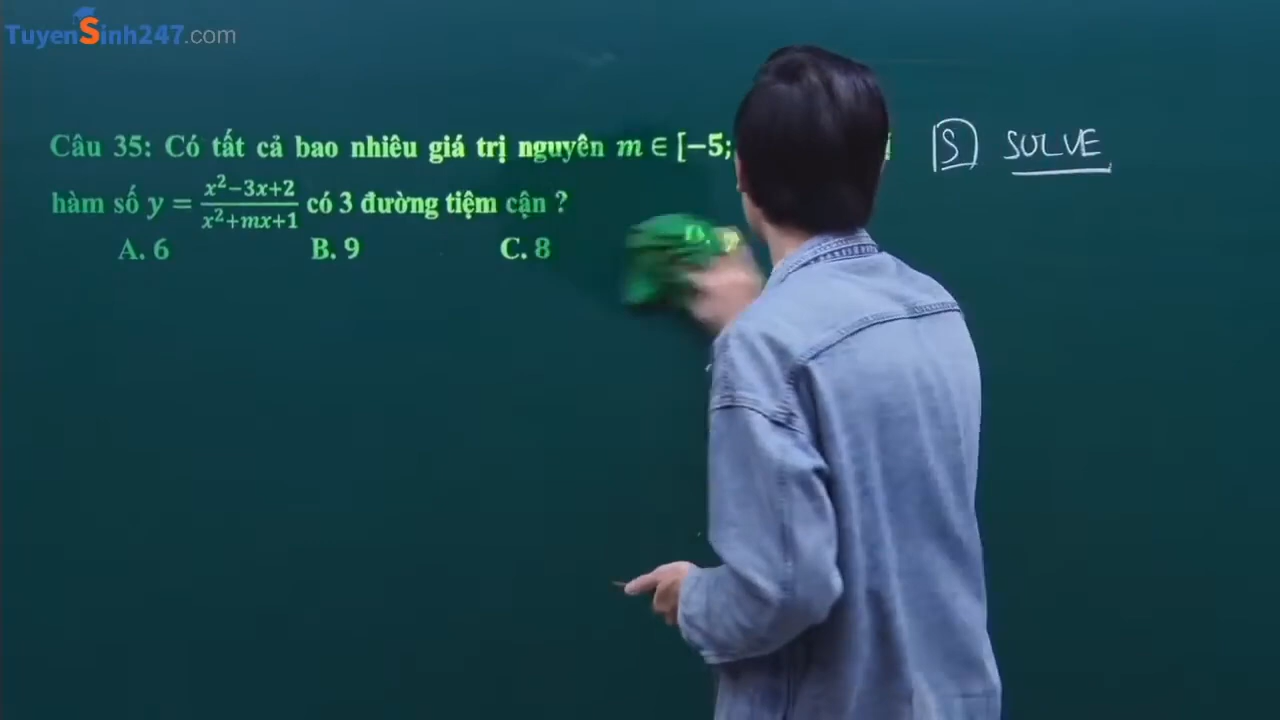 TuyenSinh247.com
Câu 35: Có tất cả bao nhiêu giá trị nguyên m ∈ [−5;
S SOLVE
hàm số y = (x²−3x+2)/(x²+mx+1) có 3 đường tiệm cận ?
A. 6 B. 9 C. 8